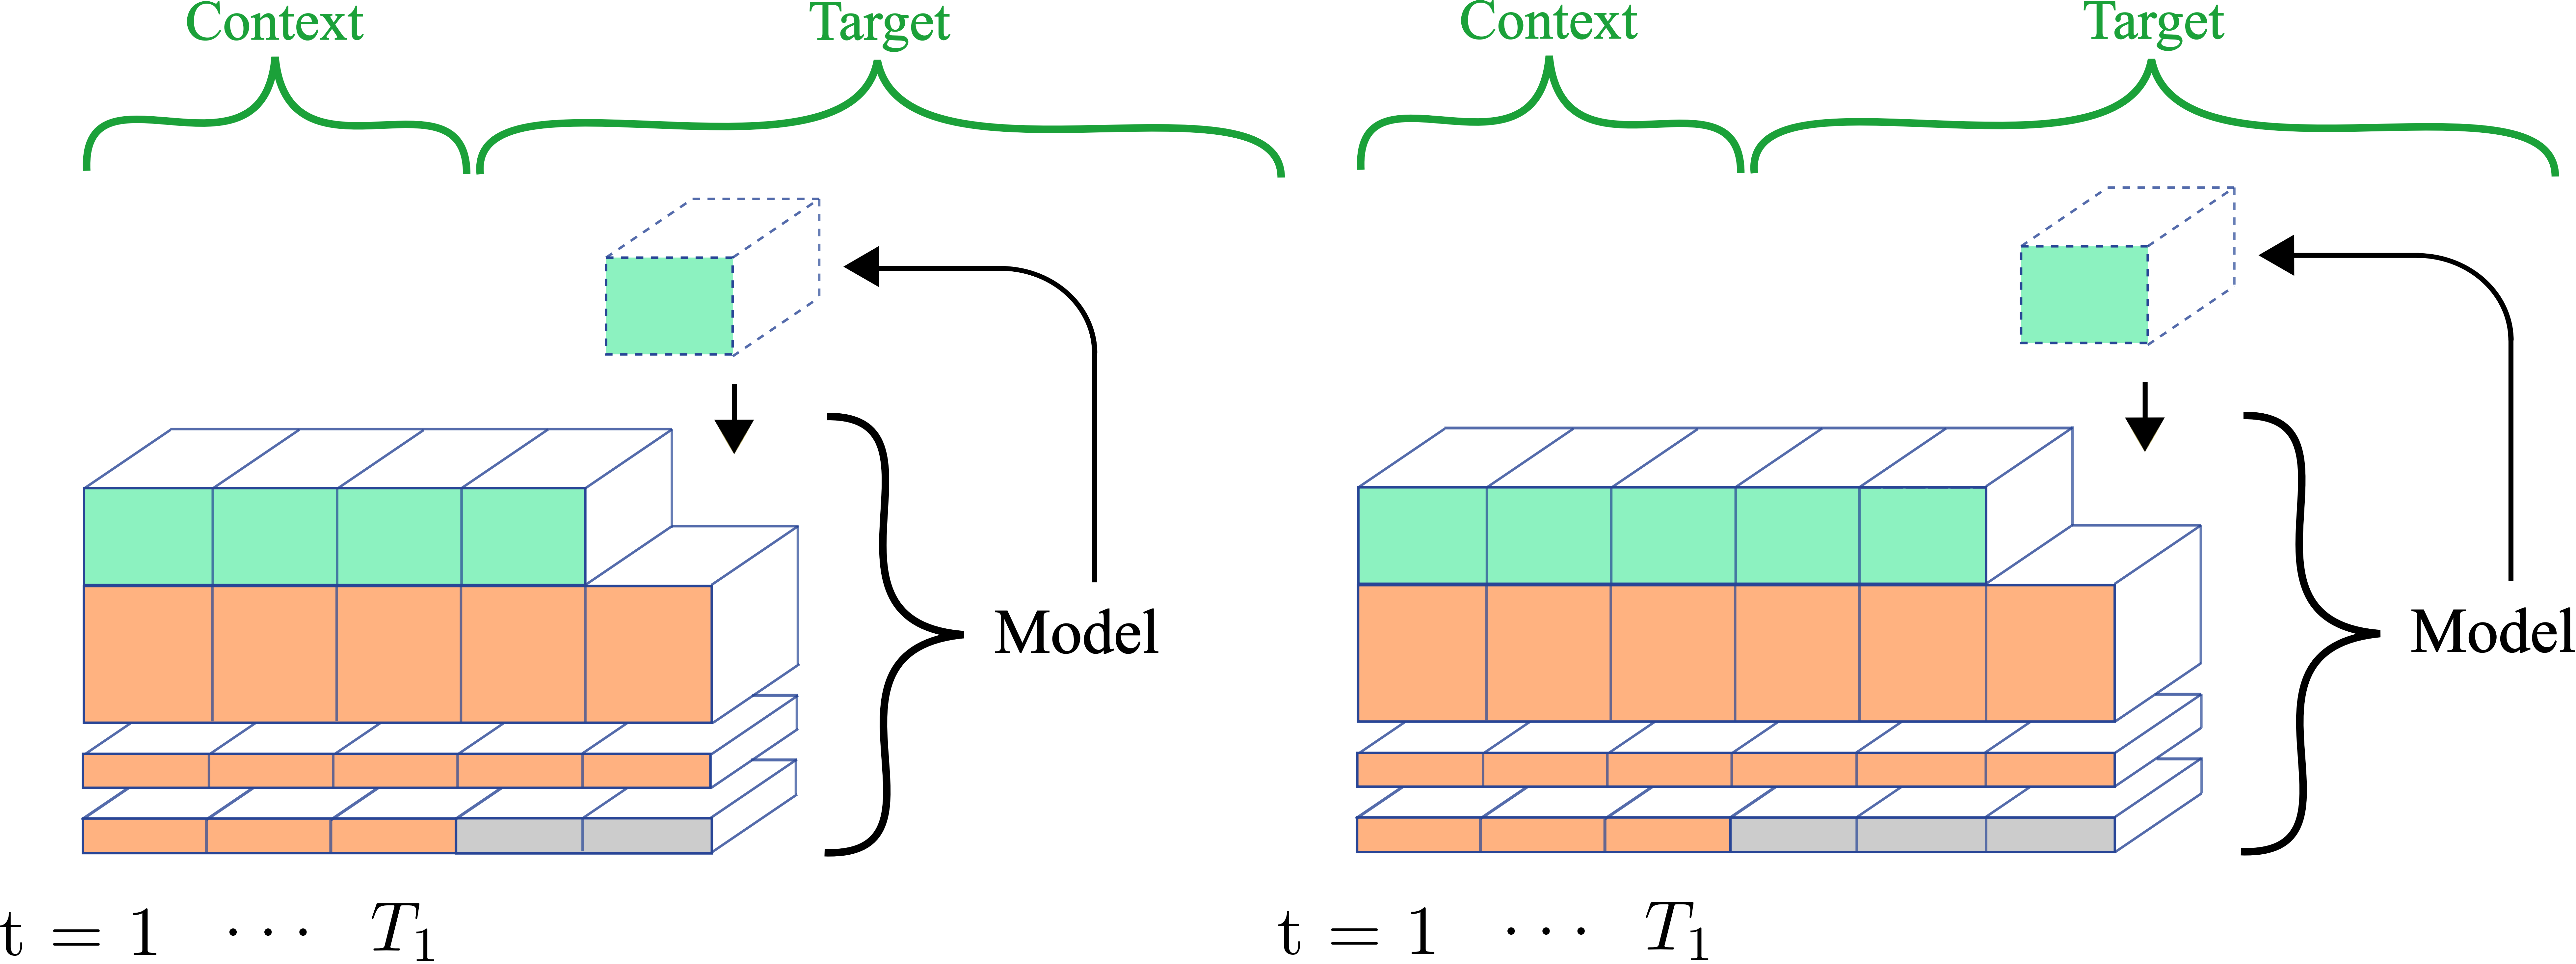 Context Target Context Target
Model Model
t = 1 ··· T₁ t = 1 ··· T₁